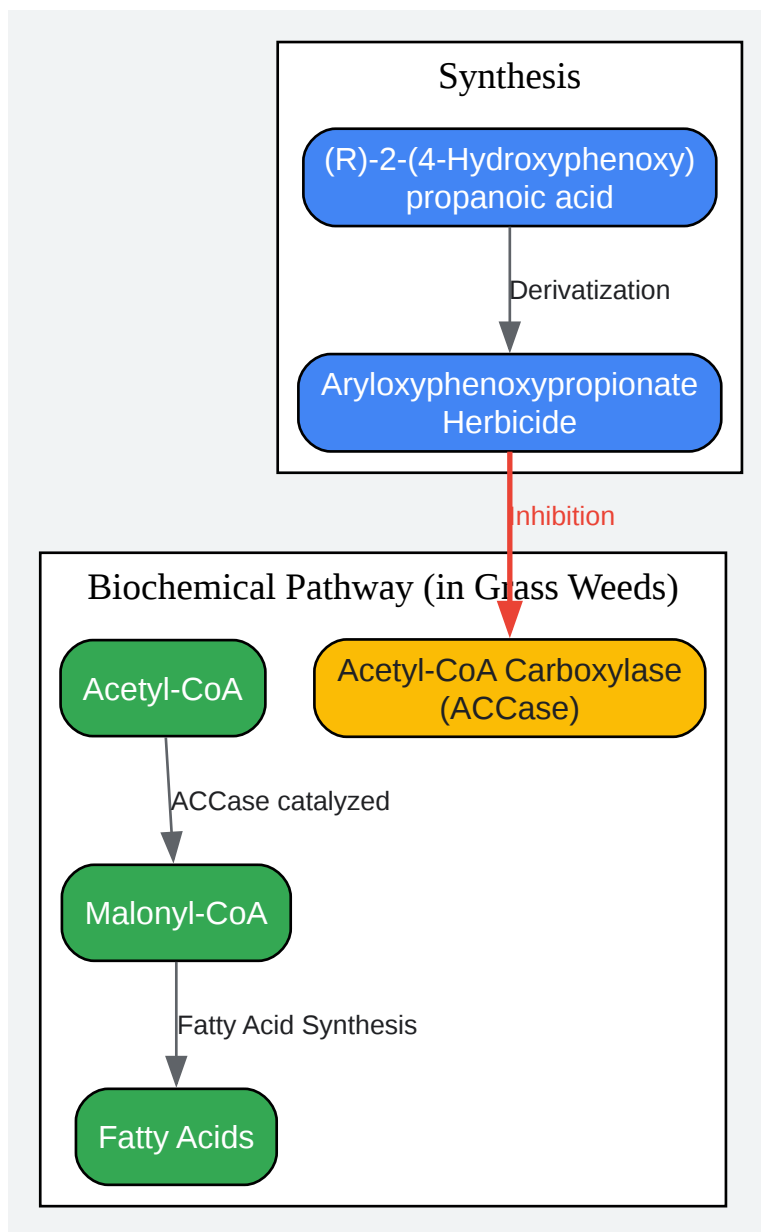 Synthesis
(R)-2-(4-Hydroxyphenoxy)
propanoic acid
Derivatization
Aryloxyphenoxypropionate
Herbicide
Inhibition
Biochemical Pathway (in Grass Weeds)
Acetyl-CoA
Acetyl-CoA Carboxylase
(ACCase)
ACCase catalyzed
Malonyl-CoA
Fatty Acid Synthesis
Fatty Acids